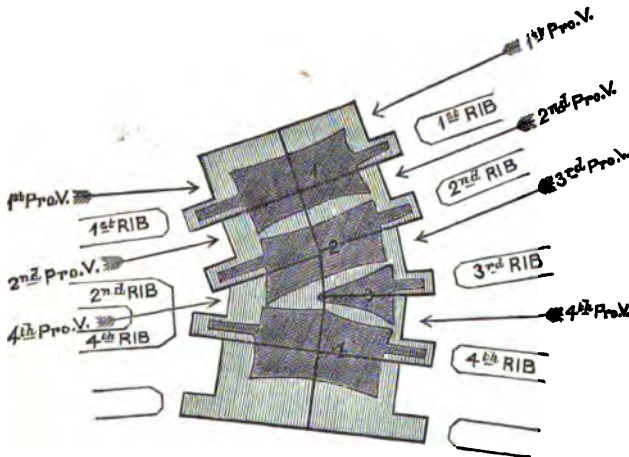 1st Pro.V.
1st RIB
2nd Pro.V.
2nd RIB
3rd Pro.V.
1
1st Pro.V.
1st RIB
2
2nd Pro.V.
3rd RIB
2nd RIB
3
4th Pro.V.
4th Pro.V.
4th RIB
4
4th RIB